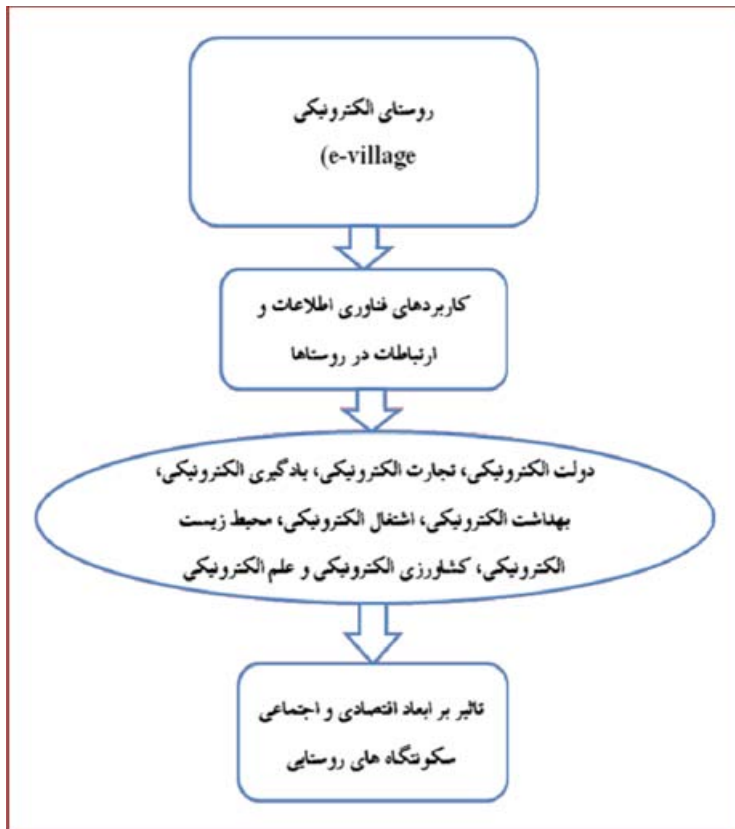 روستای الکترونیکی
(e-village
کاربردهای فناوری اطلاعات و
ارتباطات در روستاها
دولت الکترونیکی، تجارت الکترونیکی، یادگیری الکترونیکی،
بهداشت الکترونیکی، اشتغال الکترونیکی، محیط زیست
الکترونیکی، کشاورزی الکترونیکی و علم الکترونیکی
تاثیر بر ابعاد اقتصادی و اجتماعی
سکونتگاه های روستایی